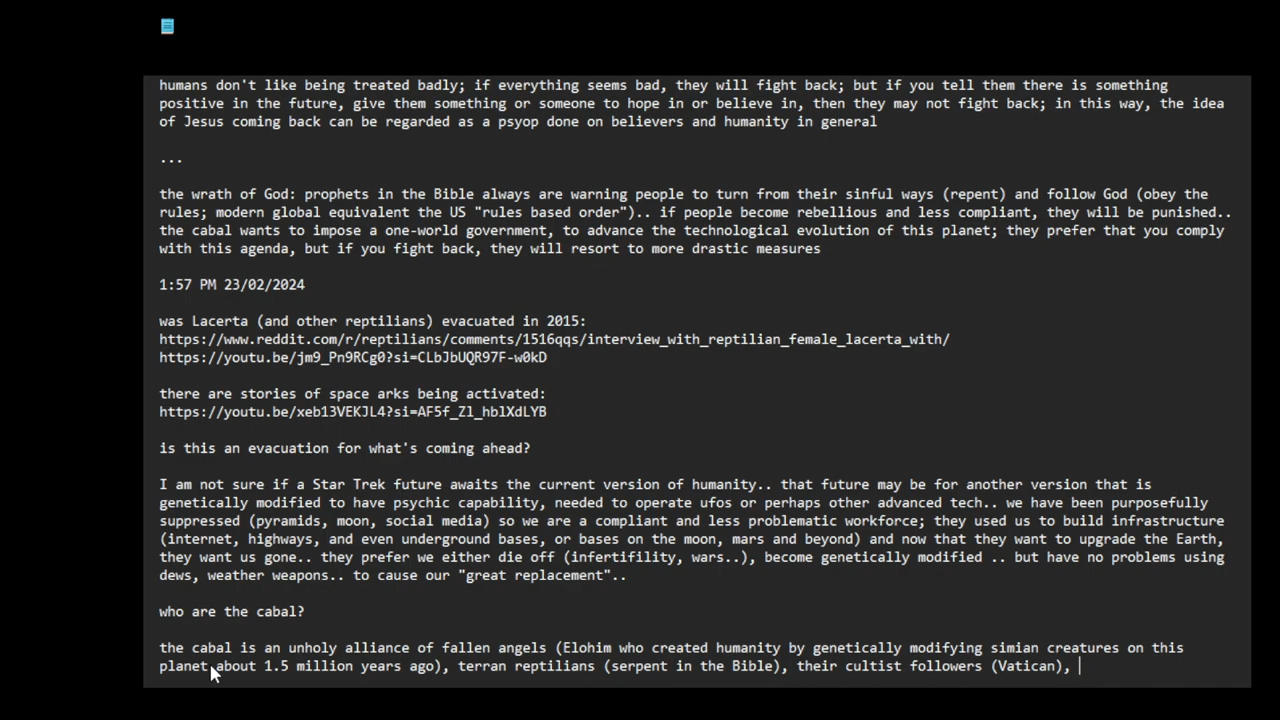 humans don't like being treated badly; if everything seems bad, they will fight back; but if you tell them there is something
positive in the future, give them something or someone to hope in or believe in, then they may not fight back; in this way, the idea
of Jesus coming back can be regarded as a psyop done on believers and humanity in general
...
the wrath of God: prophets in the Bible always are warning people to turn from their sinful ways (repent) and follow God (obey the
rules; modern global equivalent the US "rules based order").. if people become rebellious and less compliant, they will be punished..
the cabal wants to impose a one-world government, to advance the technological evolution of this planet; they prefer that you comply
with this agenda, but if you fight back, they will resort to more drastic measures
1:57 PM 23/02/2024
was Lacerta (and other reptilians) evacuated in 2015:
https://www.reddit.com/r/reptilians/comments/1516qqs/interview_with_reptilian_female_lacerta_with/
https://youtu.be/jm9_Pn9RCg0?si=CLbJbUQR97F-w0kD
there are stories of space arks being activated:
https://youtu.be/xeb13VEKJL4?si=AF5f_Zl_hblXdLYB
is this an evacuation for what's coming ahead?
I am not sure if a Star Trek future awaits the current version of humanity.. that future may be for another version that is
genetically modified to have psychic capability, needed to operate ufos or perhaps other advanced tech.. we have been purposefully
suppressed (pyramids, moon, social media) so we are a compliant and less problematic workforce; they used us to build infrastructure
(internet, highways, and even underground bases, or bases on the moon, mars and beyond) and now that they want to upgrade the Earth,
they want us gone.. they prefer we either die off (infertifility, wars..), become genetically modified .. but have no problems using
dews, weather weapons.. to cause our "great replacement"..
who are the cabal?
the cabal is an unholy alliance of fallen angels (Elohim who created humanity by genetically modifying simian creatures on this
planet about 1.5 million years ago), terran reptilians (serpent in the Bible), their cultist followers (Vatican),